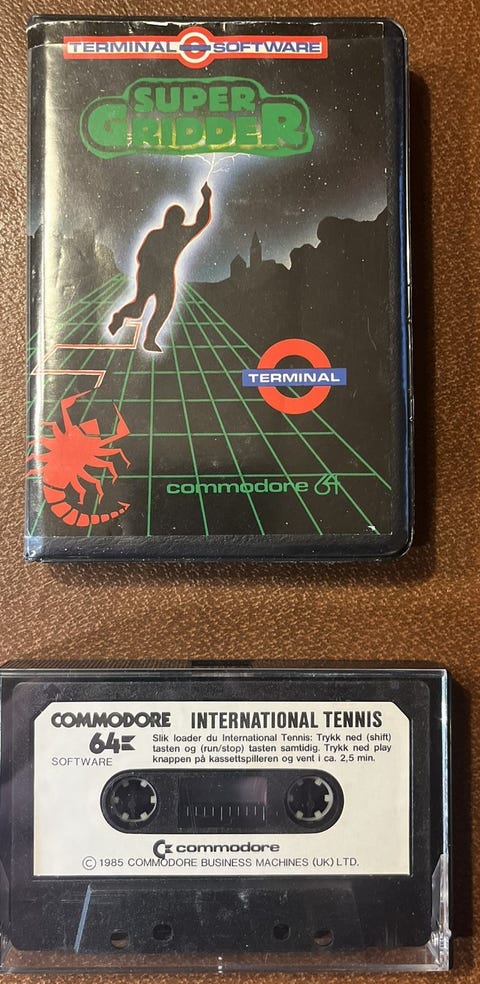 TERMINAL SOFTWARE
SUPER
GRIDDER
TERMINAL
commodore 64
COMMODORE INTERNATIONAL TENNIS
64
SOFTWARE
Slik loader du International Tennis: Trykk ned (shift)
tasten og (run/stop) tasten samtidig. Trykk ned play
knappen på kassettspilleren og vent i ca. 2,5 min.
commodore
© 1985 COMMODORE BUSINESS MACHINES (UK) LTD.